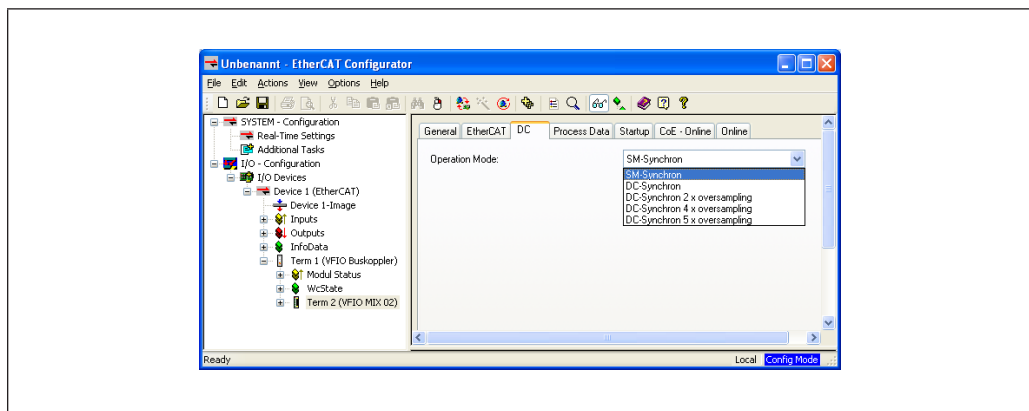 Unbenannt - EtherCAT Configurator
File Edit Actions View Options Help
SYSTEM - Configuration
Real-Time Settings
Additional Tasks
I/O - Configuration
I/O Devices
Device 1 (EtherCAT)
Device 1-Image
Inputs
Outputs
InfoData
Term 1 (VFIO Buskoppler)
Modul Status
WcState
Term 2 (VFIO MIX 02)
General EtherCAT DC Process Data Startup CoE - Online Online
Operation Mode: SM-Synchron
SM-Synchron
DC-Synchron
DC-Synchron 2 x oversampling
DC-Synchron 4 x oversampling
DC-Synchron 5 x oversampling
Ready Local Config Mode